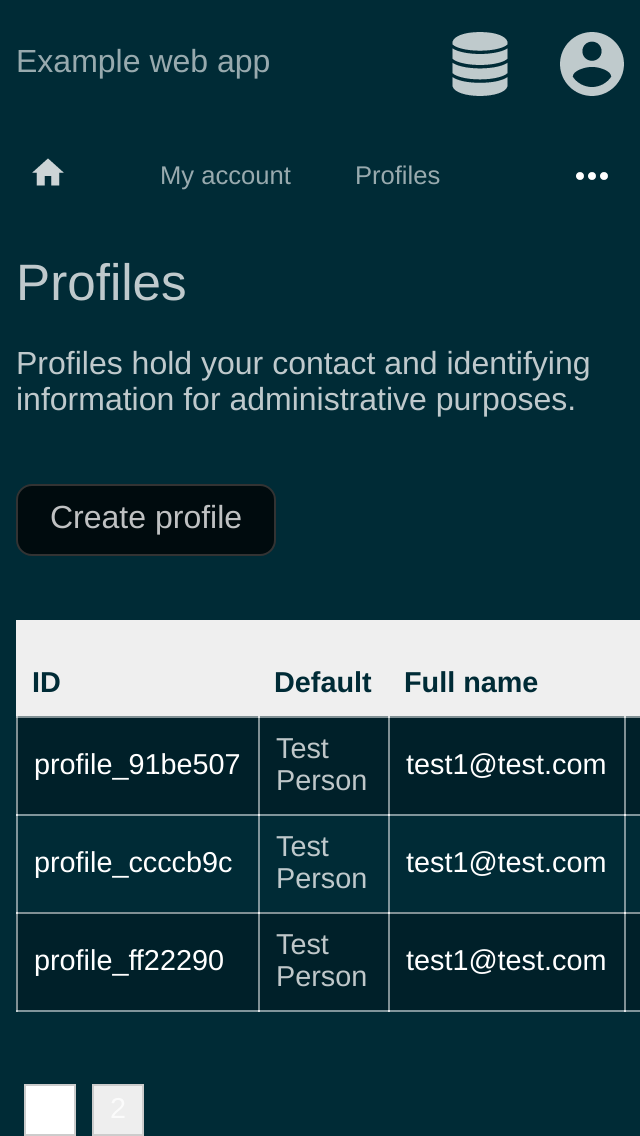 Example web app
My account Profiles
Profiles
Profiles hold your contact and identifying
information for administrative purposes.
Create profile
ID Default Full name
profile_91be507 Test Person test1@test.com
profile_ccccb9c Test Person test1@test.com
profile_ff22290 Test Person test1@test.com
2